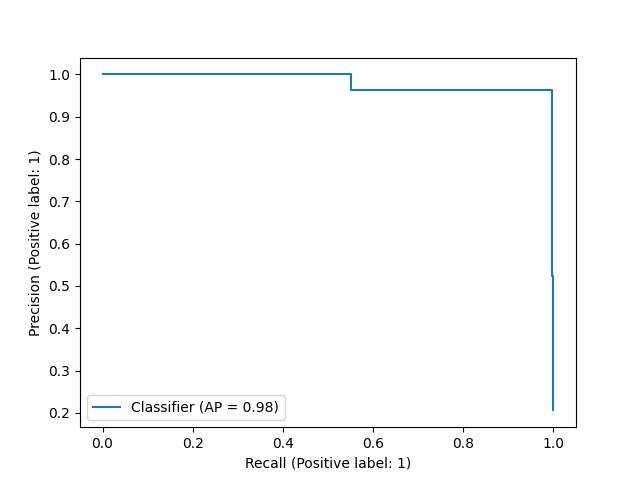 1.0
0.9
0.8
0.7
0.6
0.5
0.4
0.3
0.2
Precision (Positive label: 1)
Classifier (AP = 0.98)
0.0 0.2 0.4 0.6 0.8 1.0
Recall (Positive label: 1)